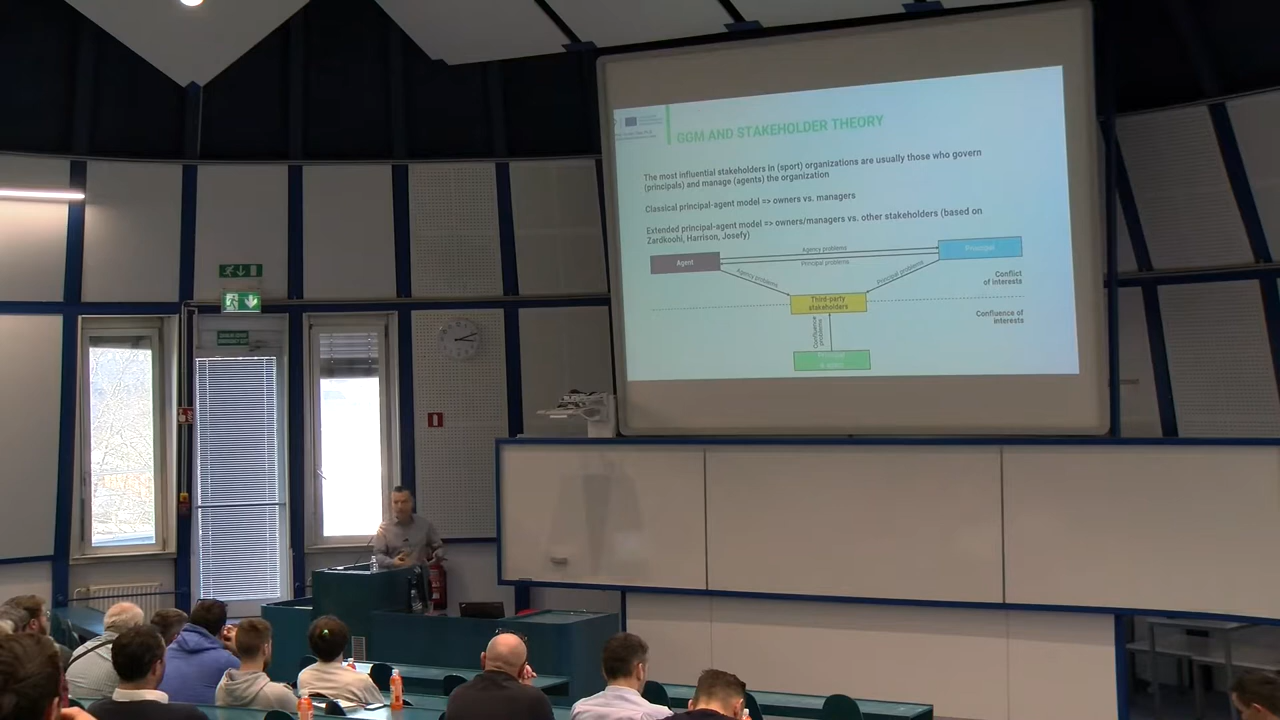 GGM AND STAKEHOLDER THEORY
The most influential stakeholders in (sport) organizations are usually those who govern
(principals) and manage (agents) the organization
Classical principal-agent model => owners vs. managers
Extended principal-agent model => owners/managers vs. other stakeholders (based on
Zardkoohi, Harrison, Josefy)
Agency problems
Principal problems
Agent
Principal
Agency problems
Principal problems
Third-party
stakeholders
Conflict
of interests
Confluence of
interests
Confluence
problems